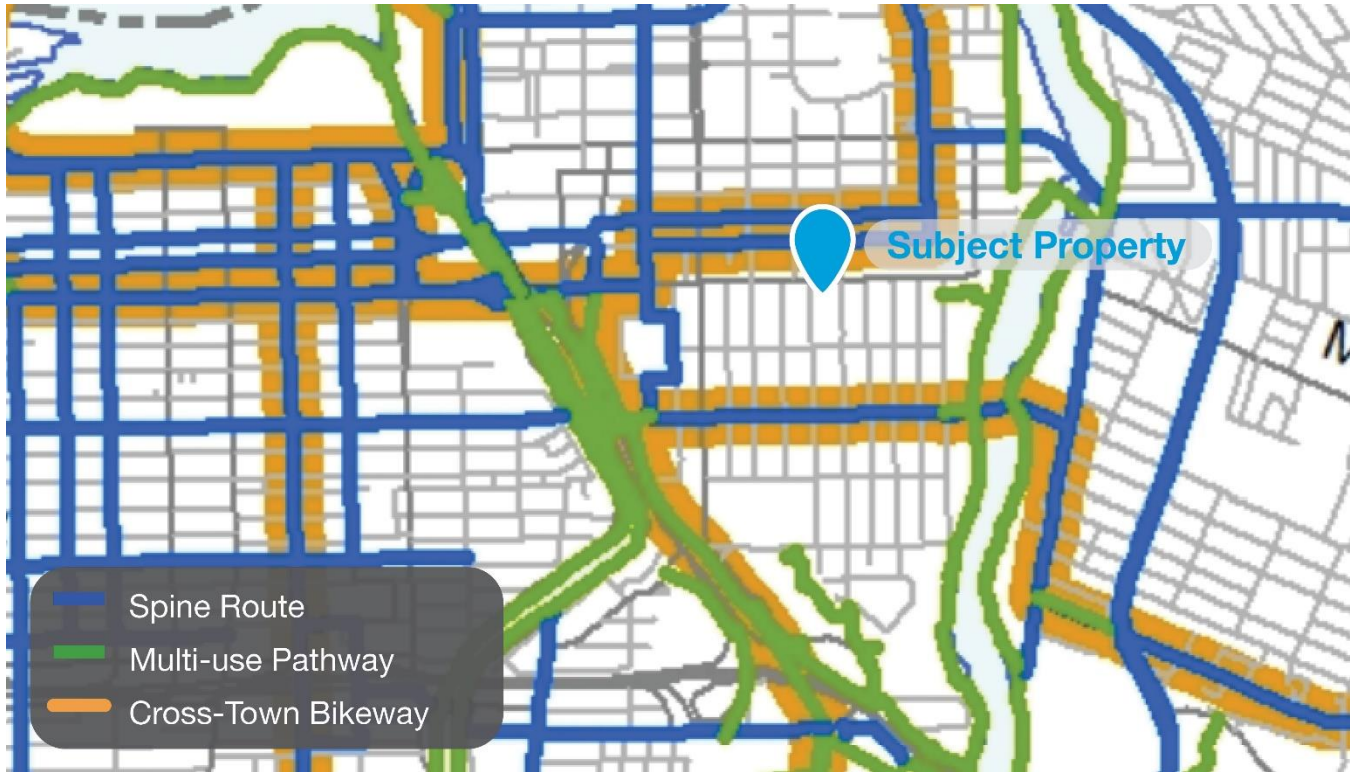 Subject Property
M
Spine Route
Multi-use Pathway
Cross-Town Bikeway